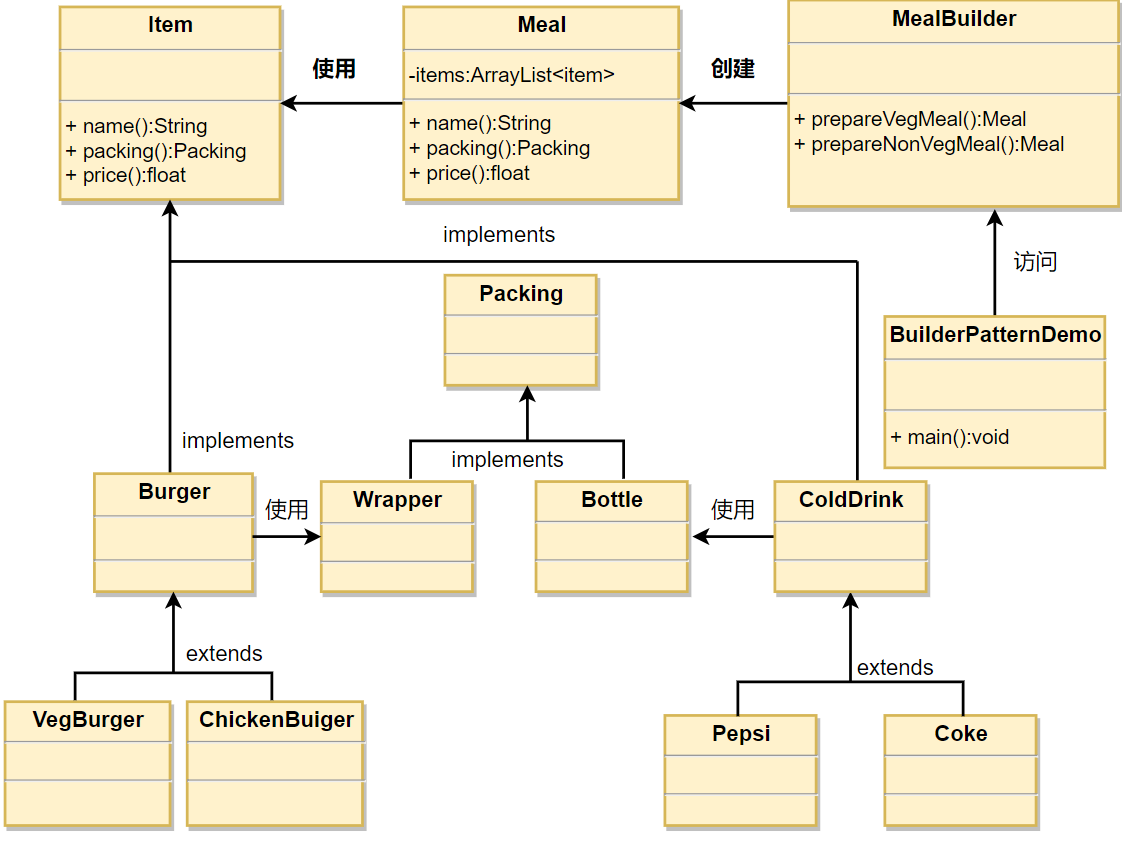 Item
+ name():String
+ packing():Packing
+ price():float
使用
Meal
-items:ArrayList<item>
+ name():String
+ packing():Packing
+ price():float
创建
MealBuilder
+ prepareVegMeal():Meal
+ prepareNonVegMeal():Meal
implements
访问
Packing
BuilderPatternDemo
+ main():void
implements
implements
Burger
使用
Wrapper
Bottle
使用
ColdDrink
extends
extends
VegBurger
ChickenBuiger
Pepsi
Coke